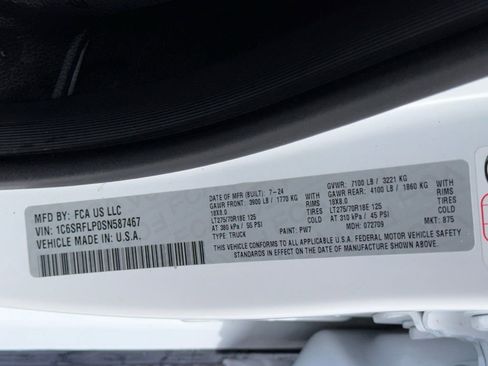 MFD BY: FCA US LLC
VIN: 1C6SRFLP0SN587467
VEHICLE MADE IN U.S.A.
DATE OF MFR (BUILT): 7-24
GAWR FRONT: 3900 LB / 1770 KG WITH
18X8.0 RIMS
LT275/70R18E 125 TIRES
AT 380 kPa / 55 PSI COLD
TYPE: TRUCK PAINT: PW7
GVWR: 7100 LB / 3221 KG
GAWR REAR: 4100 LB / 1860 KG WITH
18X8.0 RIMS
LT275/70R18E 125 TIRES
AT 310 kPa / 45 PSI COLD
MDH: 072709 MKT: 875
THIS VEHICLE CONFORMS TO ALL APPLICABLE U.S.A. FEDERAL MOTOR VEHICLE SAFETY
STANDARDS IN EFFECT ON THE DATE OF MANUFACTURE SHOWN ABOVE.